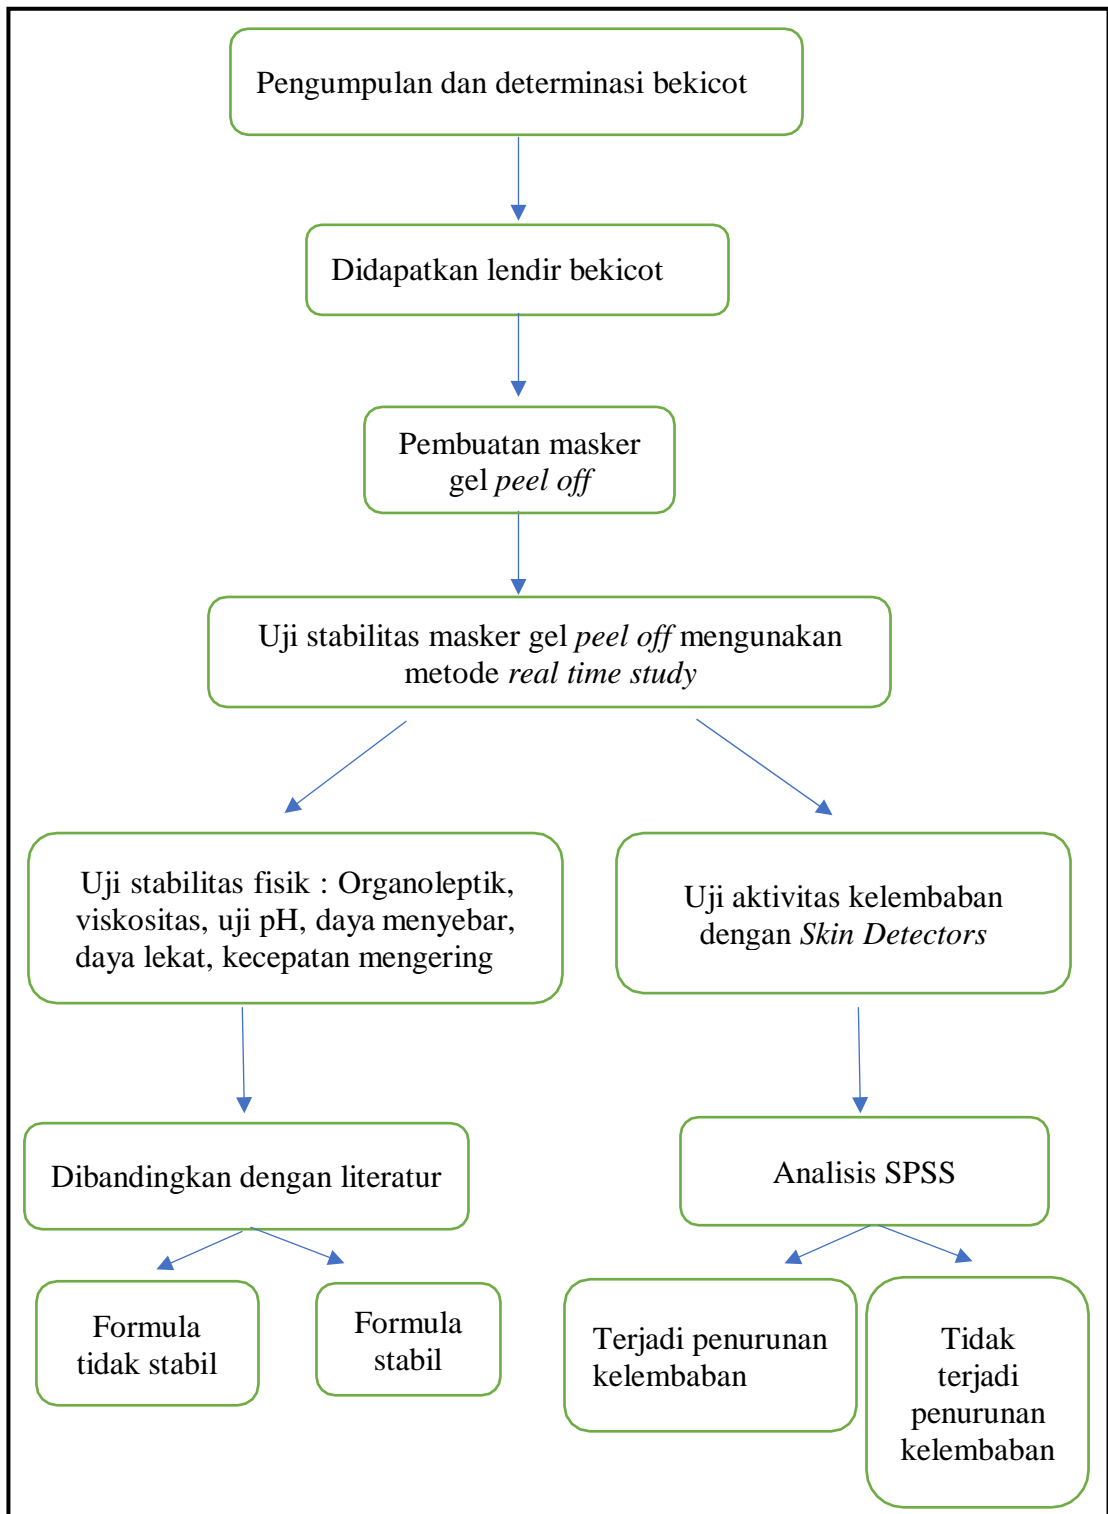 Pengumpulan dan determinasi bekicot
Didapatkan lendir bekicot
Pembuatan masker
gel peel off
Uji stabilitas masker gel peel off mengunakan
metode real time study
Uji stabilitas fisik : Organoleptik,
viskositas, uji pH, daya menyebar,
daya lekat, kecepatan mengering
Uji aktivitas kelembaban
dengan Skin Detectors
Dibandingkan dengan literatur
Analisis SPSS
Formula
tidak stabil
Formula
stabil
Terjadi penurunan
kelembaban
Tidak
terjadi
penurunan
kelembaban